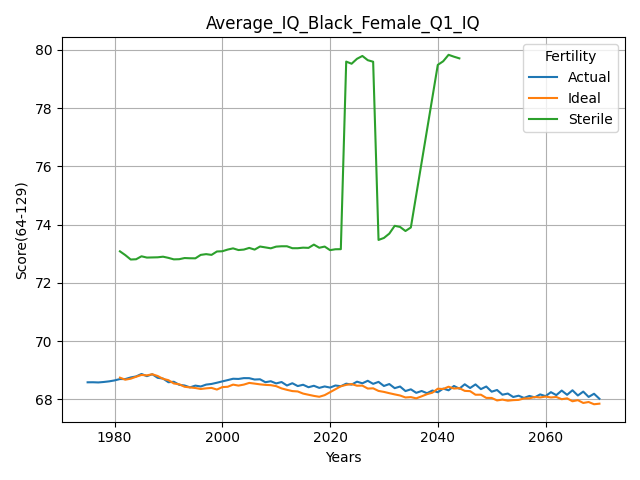 Average_IQ_Black_Female_Q1_IQ
Score(64-129)
80
78
76
74
72
70
68
1980
2000
2020
2040
2060
Years
Fertility
Actual
Ideal
Sterile